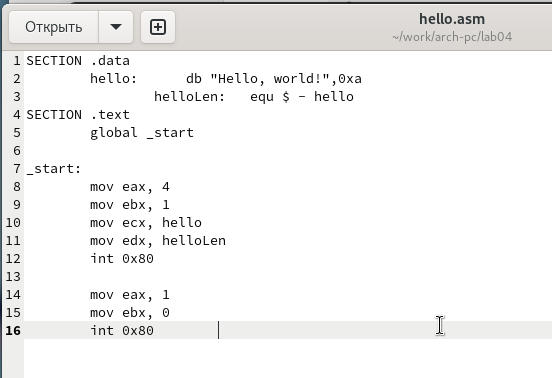 Открыть
hello.asm
~/work/arch-pc/lab04
1 SECTION .data
2 hello: db "Hello, world!",0xa
3 helloLen: equ $ - hello
4 SECTION .text
5 global _start
6
7 _start:
8 mov eax, 4
9 mov ebx, 1
10 mov ecx, hello
11 mov edx, helloLen
12 int 0x80
13
14 mov eax, 1
15 mov ebx, 0
16 int 0x80